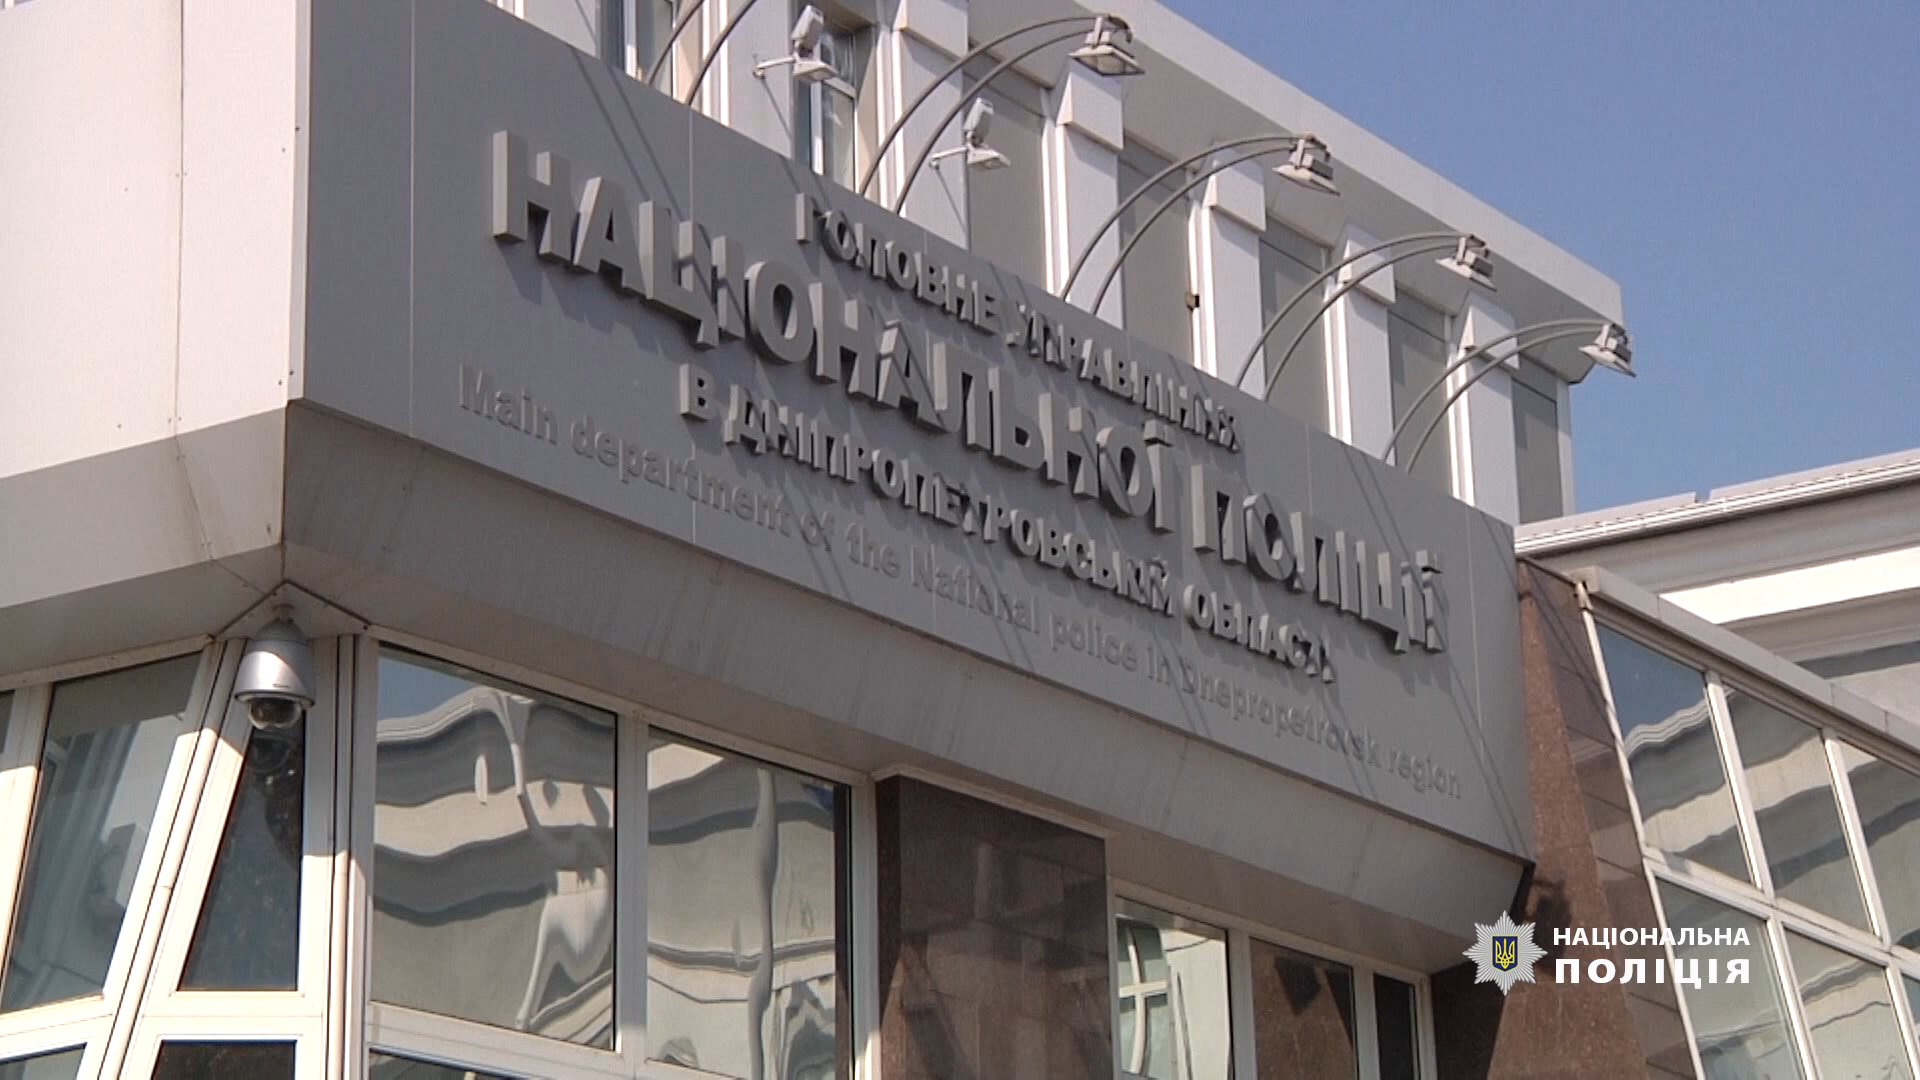 ГОЛОВНЕ УПРАВЛІННЯ
НАЦІОНАЛЬНОЇ ПОЛІЦІЇ
В ДНІПРОПЕТРОВСЬКІЙ ОБЛАСТІ
Main department of the National police in Dnepropetrovsk region
НАЦІОНАЛЬНА
ПОЛІЦІЯ